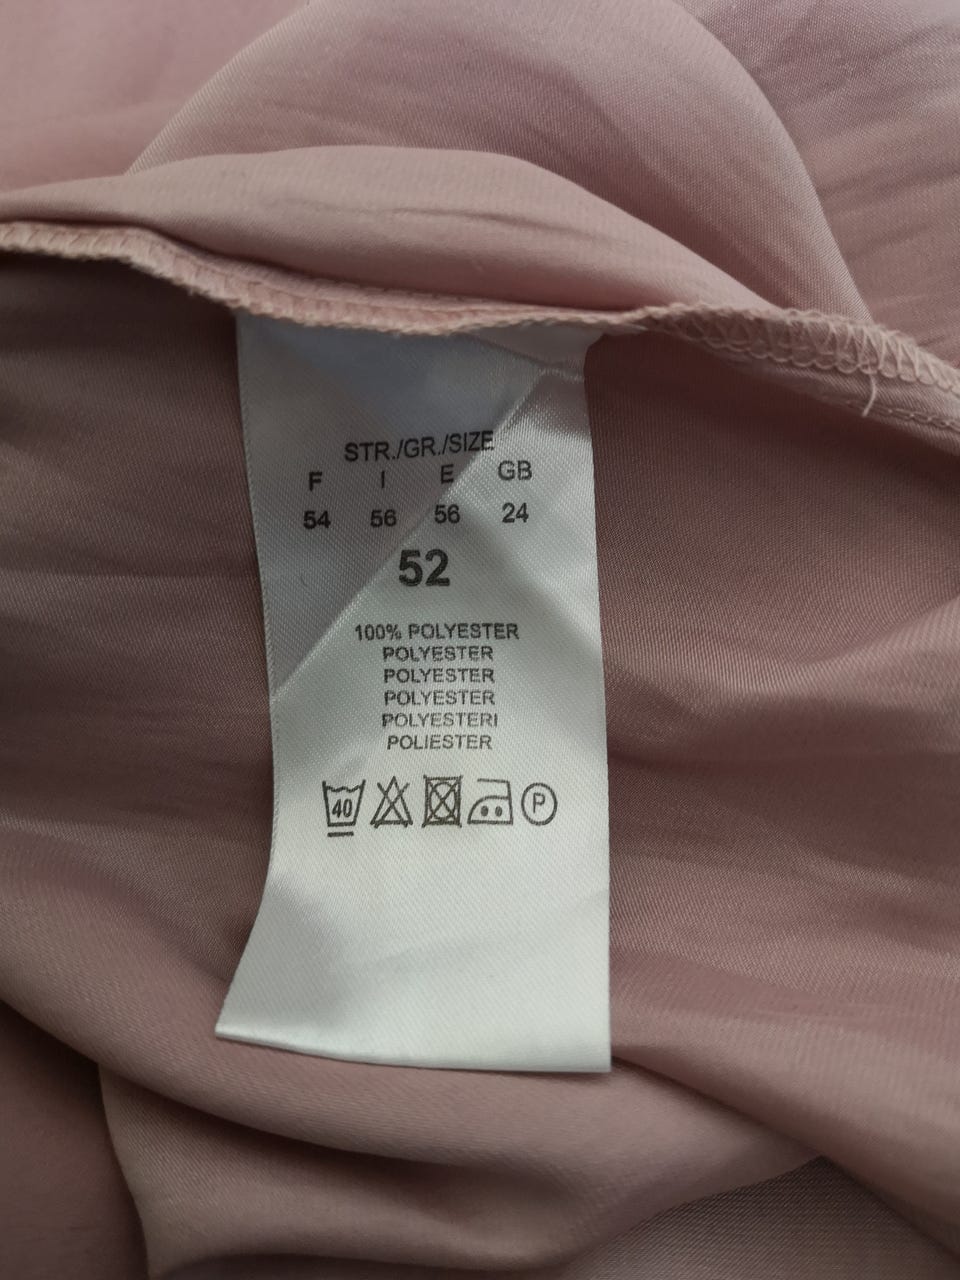 STR./GR./SIZE
F I E GB
54 56 56 24
52
100% POLYESTER
POLYESTER
POLYESTER
POLYESTER
POLYESTERI
POLIESTER
40 P